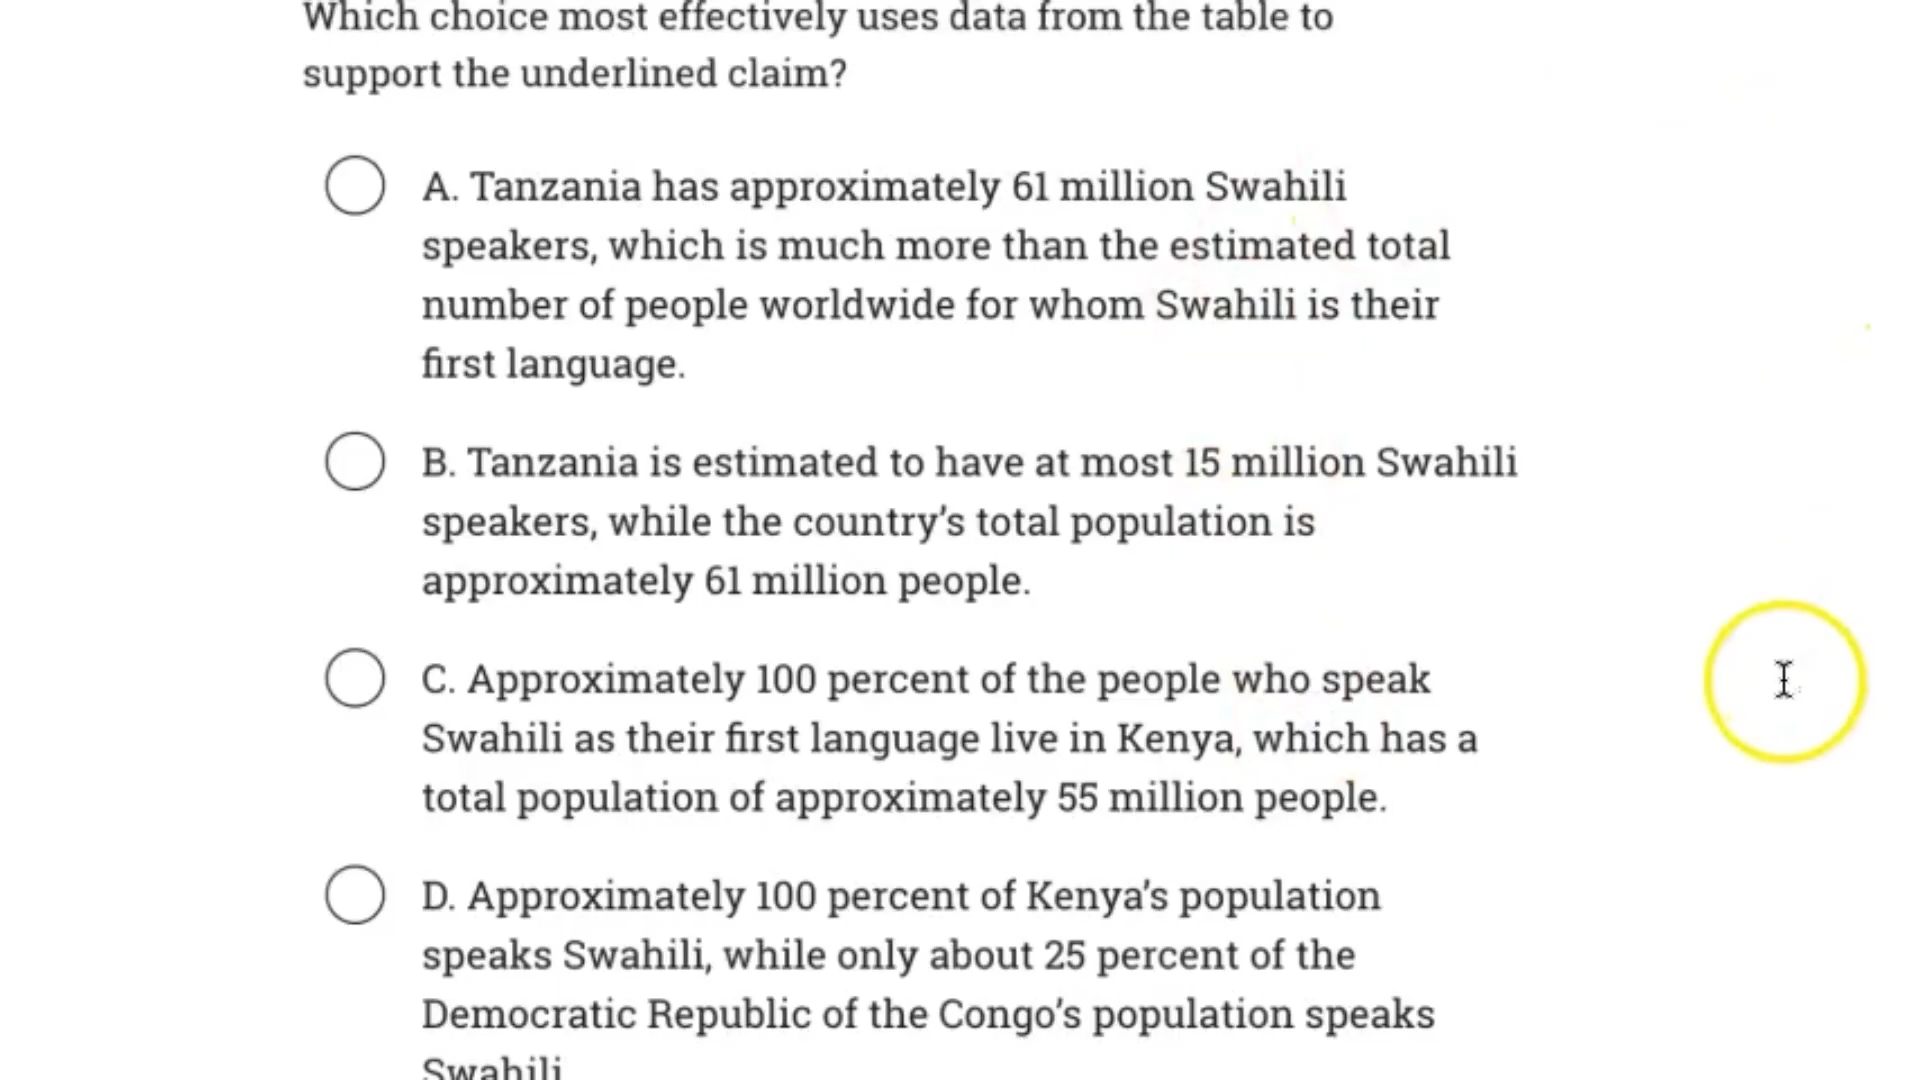 Which choice most effectively uses data from the table to
support the underlined claim?
A. Tanzania has approximately 61 million Swahili
speakers, which is much more than the estimated total
number of people worldwide for whom Swahili is their
first language.
B. Tanzania is estimated to have at most 15 million Swahili
speakers, while the country’s total population is
approximately 61 million people.
C. Approximately 100 percent of the people who speak
Swahili as their first language live in Kenya, which has a
total population of approximately 55 million people.
D. Approximately 100 percent of Kenya’s population
speaks Swahili, while only about 25 percent of the
Democratic Republic of the Congo’s population speaks
Swahili